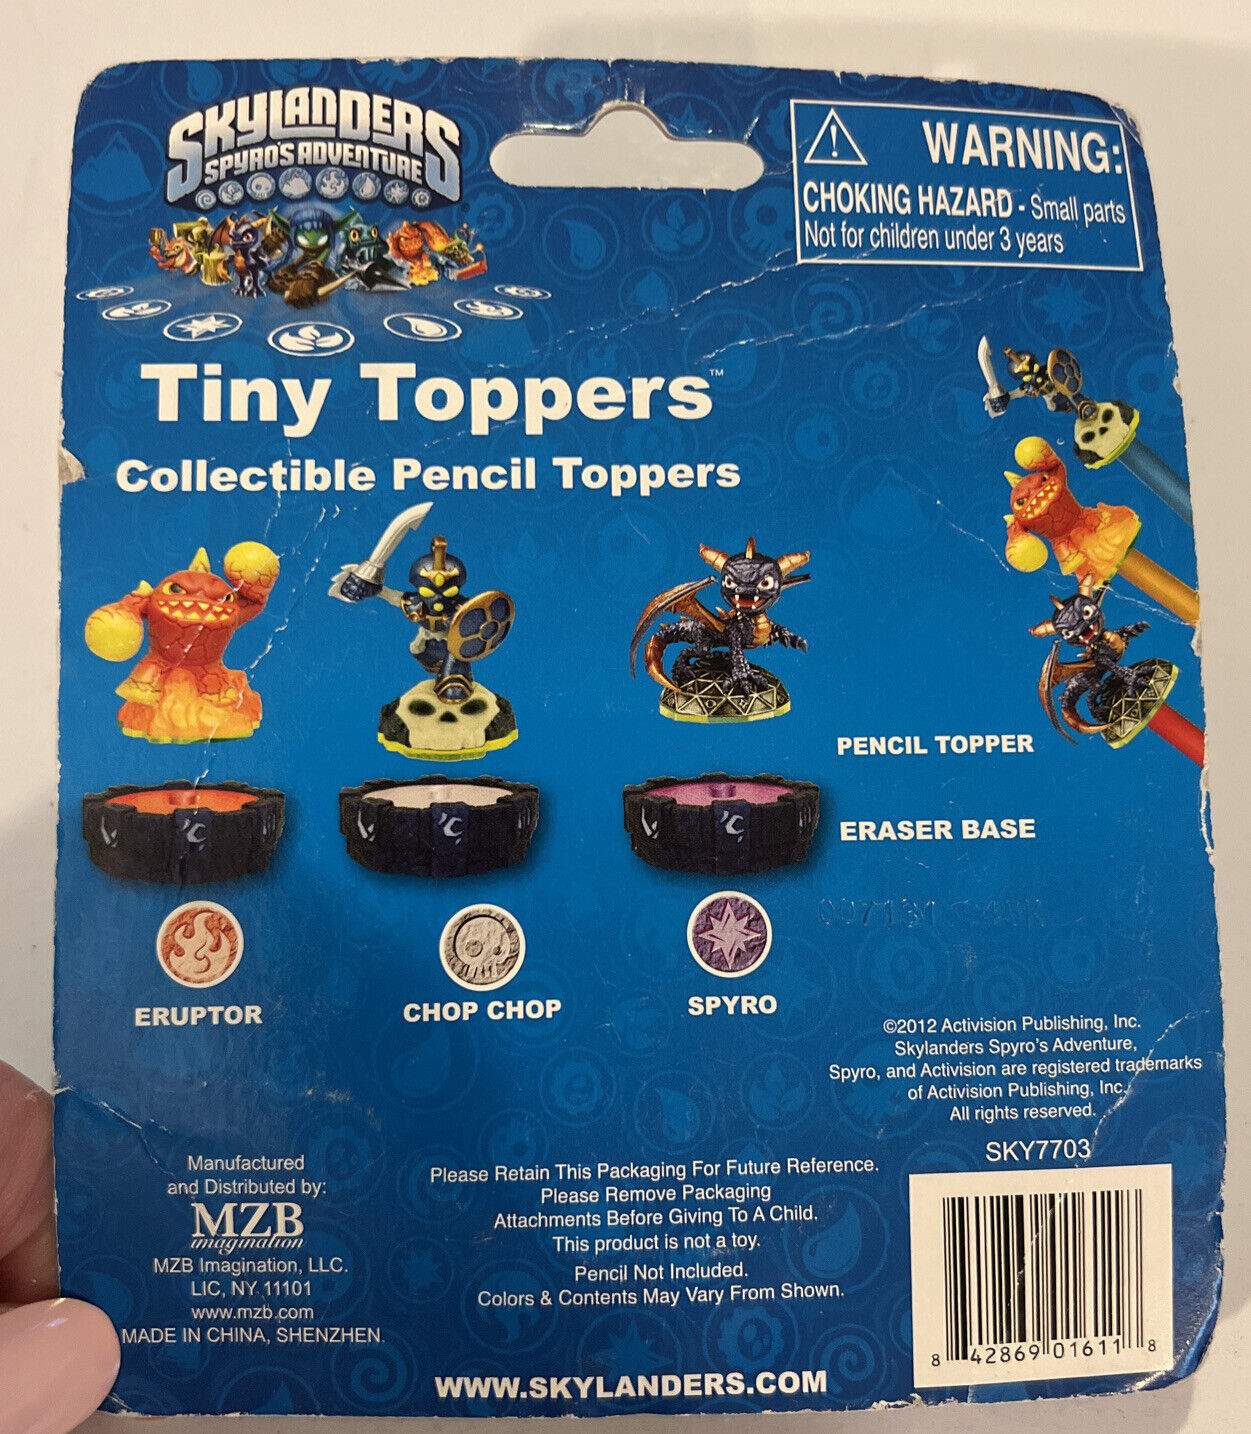 SKYLANDERS
SPYRO'S ADVENTURE
WARNING:
CHOKING HAZARD - Small parts
Not for children under 3 years
Tiny Toppers™
Collectible Pencil Toppers
PENCIL TOPPER
ERASER BASE
ERUPTOR
CHOP CHOP
SPYRO
©2012 Activision Publishing, Inc.
Skylanders Spyro's Adventure,
Spyro, and Activision are registered trademarks
of Activision Publishing, Inc.
All rights reserved.
SKY7703
Manufactured
and Distributed by:
MZB
imagination
MZB Imagination, LLC.
LIC, NY 11101
www.mzb.com
MADE IN CHINA, SHENZHEN.
Please Retain This Packaging For Future Reference.
Please Remove Packaging
Attachments Before Giving To A Child.
This product is not a toy.
Pencil Not Included.
Colors & Contents May Vary From Shown.
8 42869 01611 8
WWW.SKYLANDERS.COM